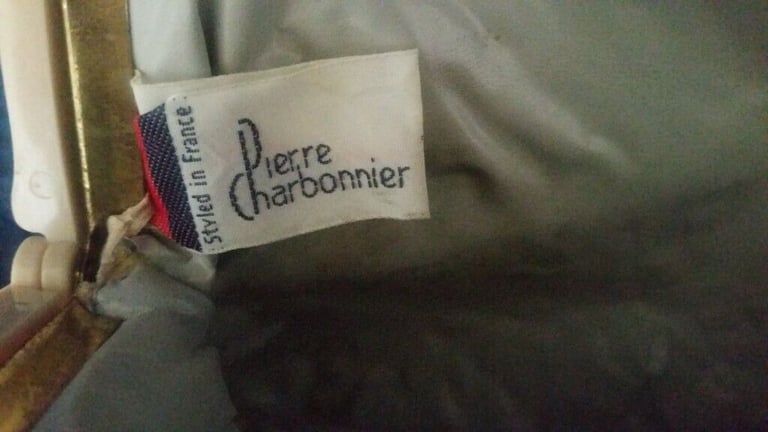 Styled in France
Pierre
Charbonnier